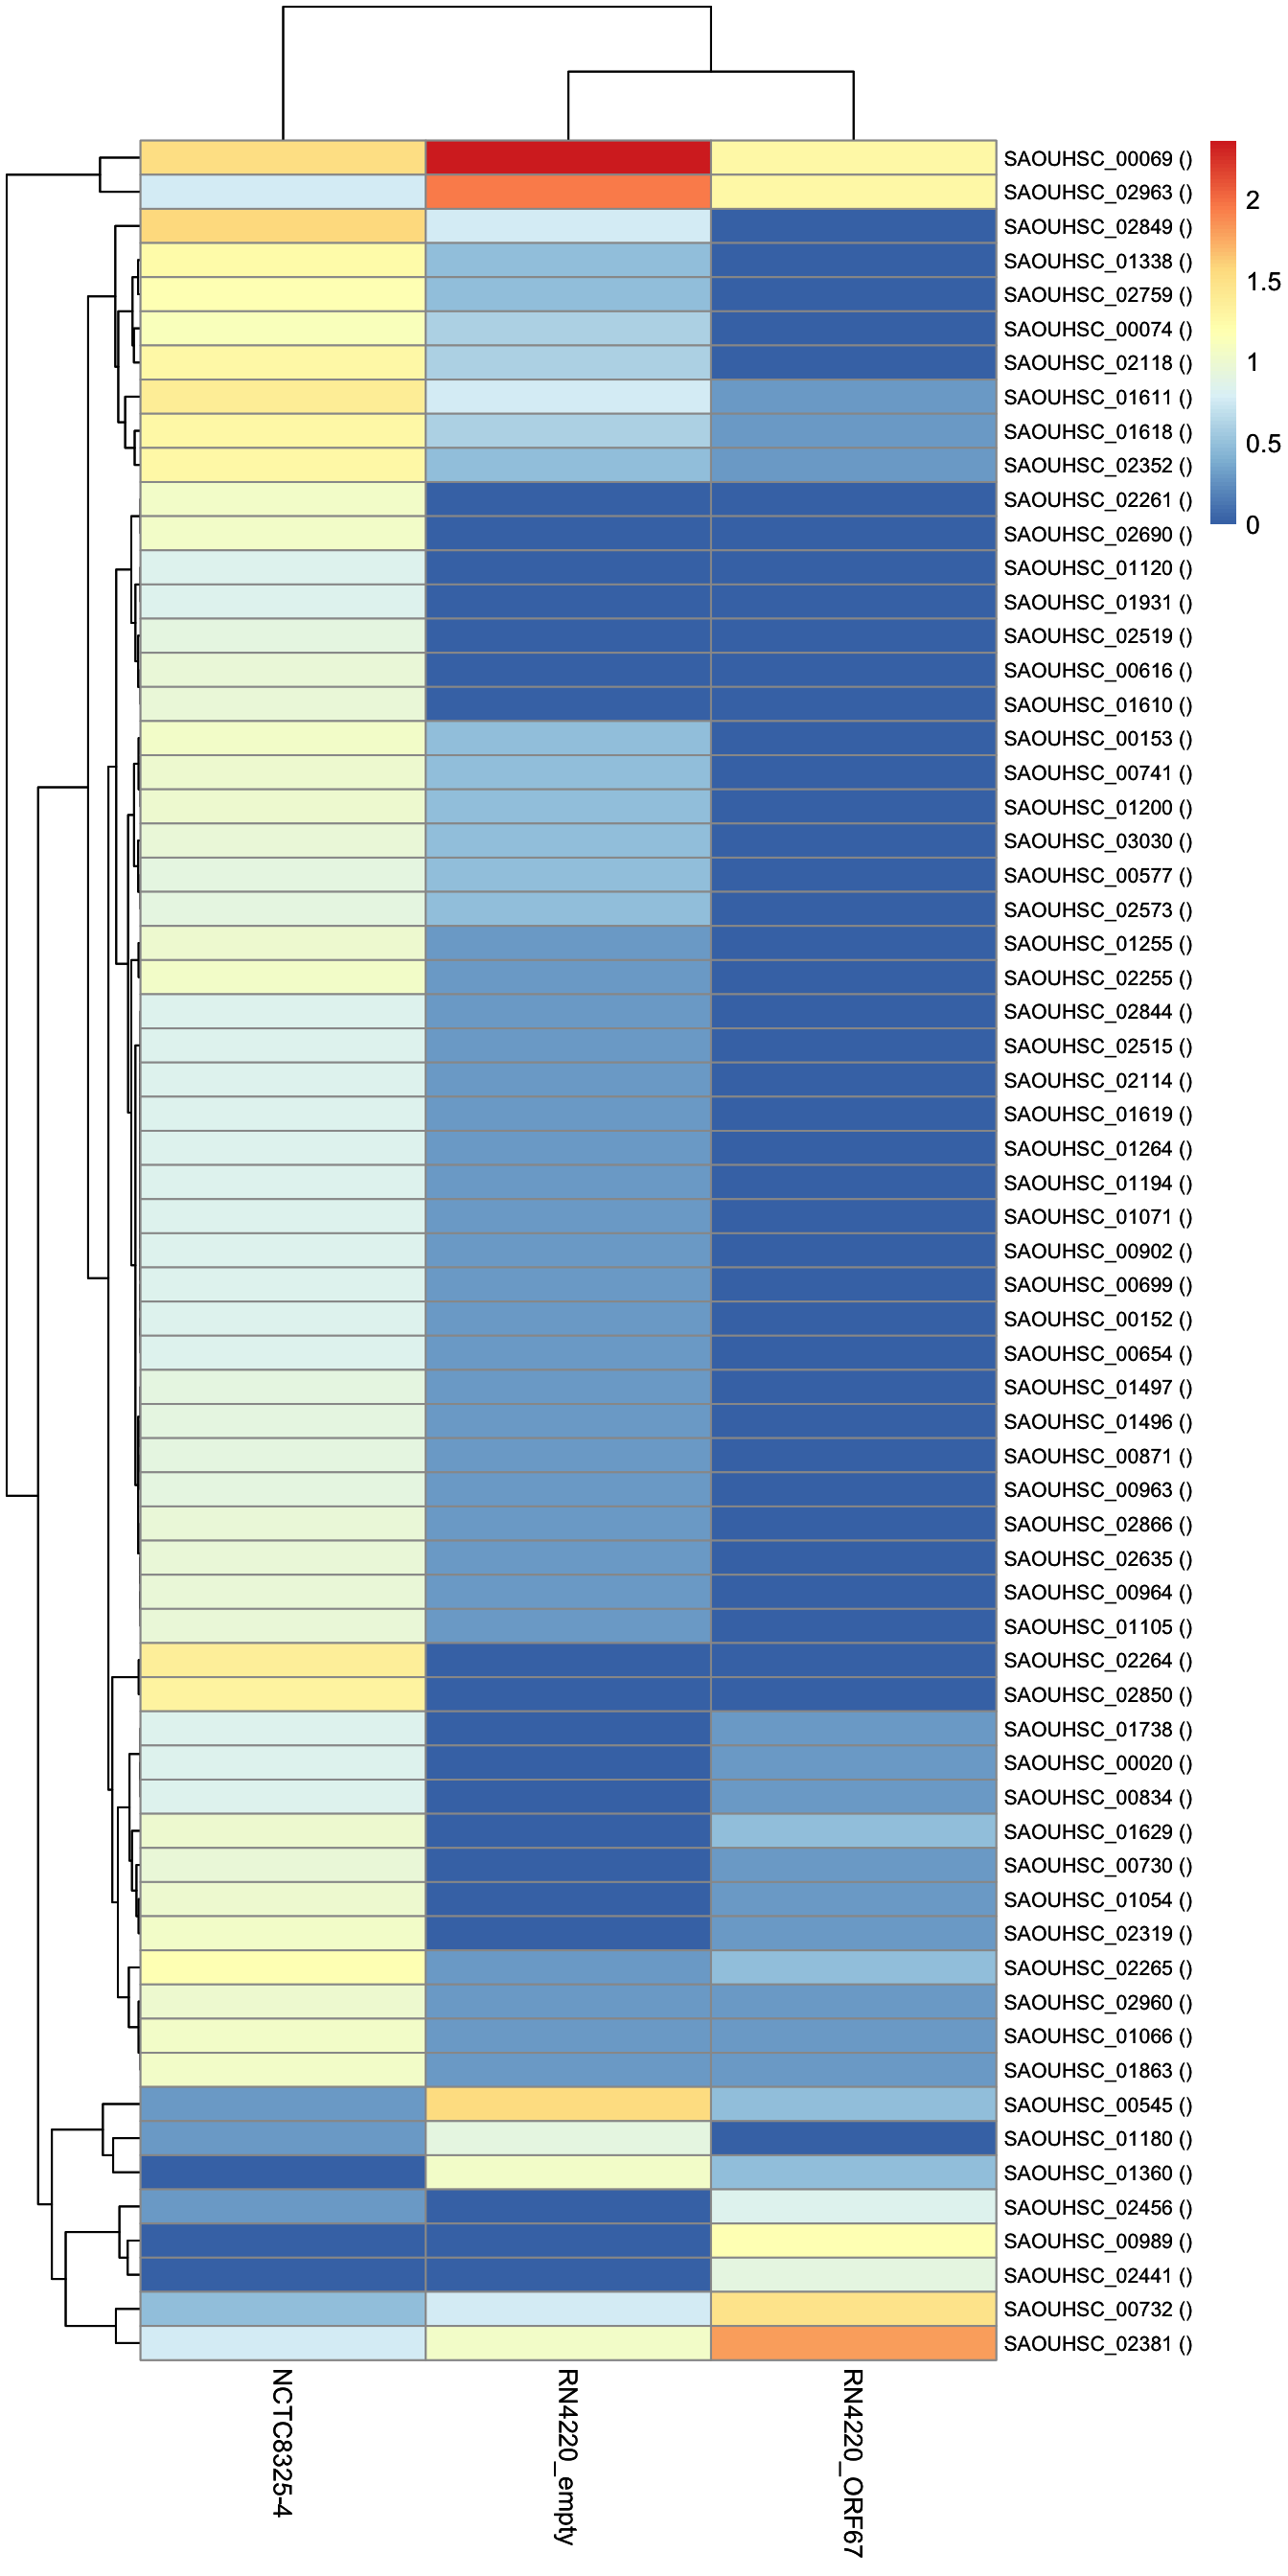 SAOUHSC_00069 ()
SAOUHSC_02963 ()
SAOUHSC_02849 ()
SAOUHSC_01338 ()
SAOUHSC_02759 ()
SAOUHSC_00074 ()
SAOUHSC_02118 ()
SAOUHSC_01611 ()
SAOUHSC_01618 ()
SAOUHSC_02352 ()
SAOUHSC_02261 ()
SAOUHSC_02690 ()
SAOUHSC_01120 ()
SAOUHSC_01931 ()
SAOUHSC_02519 ()
SAOUHSC_00616 ()
SAOUHSC_01610 ()
SAOUHSC_00153 ()
SAOUHSC_00741 ()
SAOUHSC_01200 ()
SAOUHSC_03030 ()
SAOUHSC_00577 ()
SAOUHSC_02573 ()
SAOUHSC_01255 ()
SAOUHSC_02255 ()
SAOUHSC_02844 ()
SAOUHSC_02515 ()
SAOUHSC_02114 ()
SAOUHSC_01619 ()
SAOUHSC_01264 ()
SAOUHSC_01194 ()
SAOUHSC_01071 ()
SAOUHSC_00902 ()
SAOUHSC_00699 ()
SAOUHSC_00152 ()
SAOUHSC_00654 ()
SAOUHSC_01497 ()
SAOUHSC_01496 ()
SAOUHSC_00871 ()
SAOUHSC_00963 ()
SAOUHSC_02866 ()
SAOUHSC_02635 ()
SAOUHSC_00964 ()
SAOUHSC_01105 ()
SAOUHSC_02264 ()
SAOUHSC_02850 ()
SAOUHSC_01738 ()
SAOUHSC_00020 ()
SAOUHSC_00834 ()
SAOUHSC_01629 ()
SAOUHSC_00730 ()
SAOUHSC_01054 ()
SAOUHSC_02319 ()
SAOUHSC_02265 ()
SAOUHSC_02960 ()
SAOUHSC_01066 ()
SAOUHSC_01863 ()
SAOUHSC_00545 ()
SAOUHSC_01180 ()
SAOUHSC_01360 ()
SAOUHSC_02456 ()
SAOUHSC_00989 ()
SAOUHSC_02441 ()
SAOUHSC_00732 ()
SAOUHSC_02381 ()
2
1.5
1
0.5
0
NCTC8325-4
RN4220_empty
RN4220_ORF67